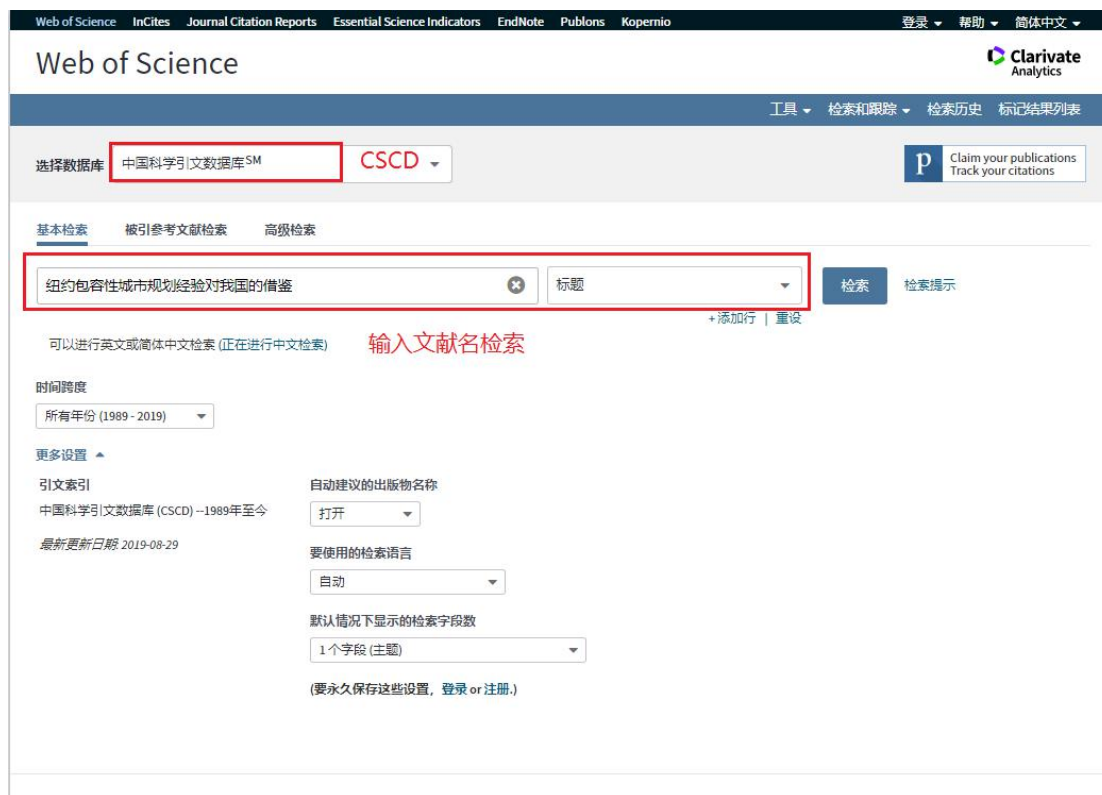 Web of Science InCites Journal Citation Reports Essential Science Indicators EndNote Publons Kopernio 登录 帮助 简体中文
Web of Science
Clarivate
Analytics
工具 检索和跟踪 检索历史 标记结果列表
选择数据库 中国科学引文数据库SM CSCD
p Claim your publications
Track your citations
基本检索 被引参考文献检索 高级检索
纽约包容性城市规划经验对我国的借鉴 标题 检索 检索提示
+添加行 | 重设
可以进行英文或简体中文检索 (正在进行中文检索) 输入文献名检索
时间跨度
所有年份 (1989 - 2019)
更多设置
引文索引 自动建议的出版物名称
中国科学引文数据库 (CSCD) --1989年至今 打开
最新更新日期: 2019-08-29
要使用的检索语言
自动
默认情况下显示的检索字段数
1 个字段 (主题)
(要永久保存这些设置，登录 or 注册.)